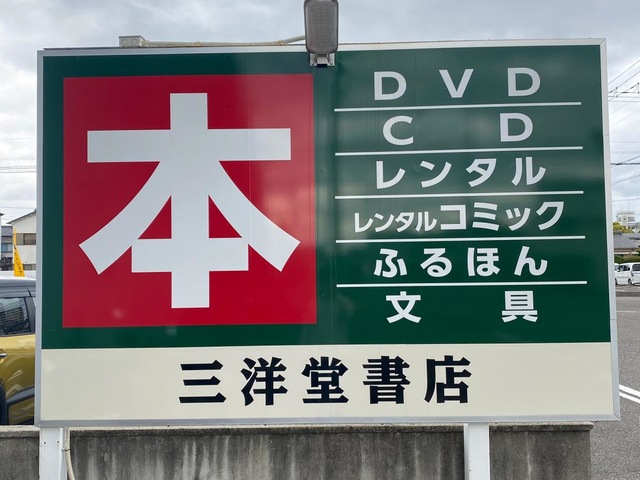 本
DVD
CD
レンタル
レンタルコミック
ふるほん
文具
三洋堂書店